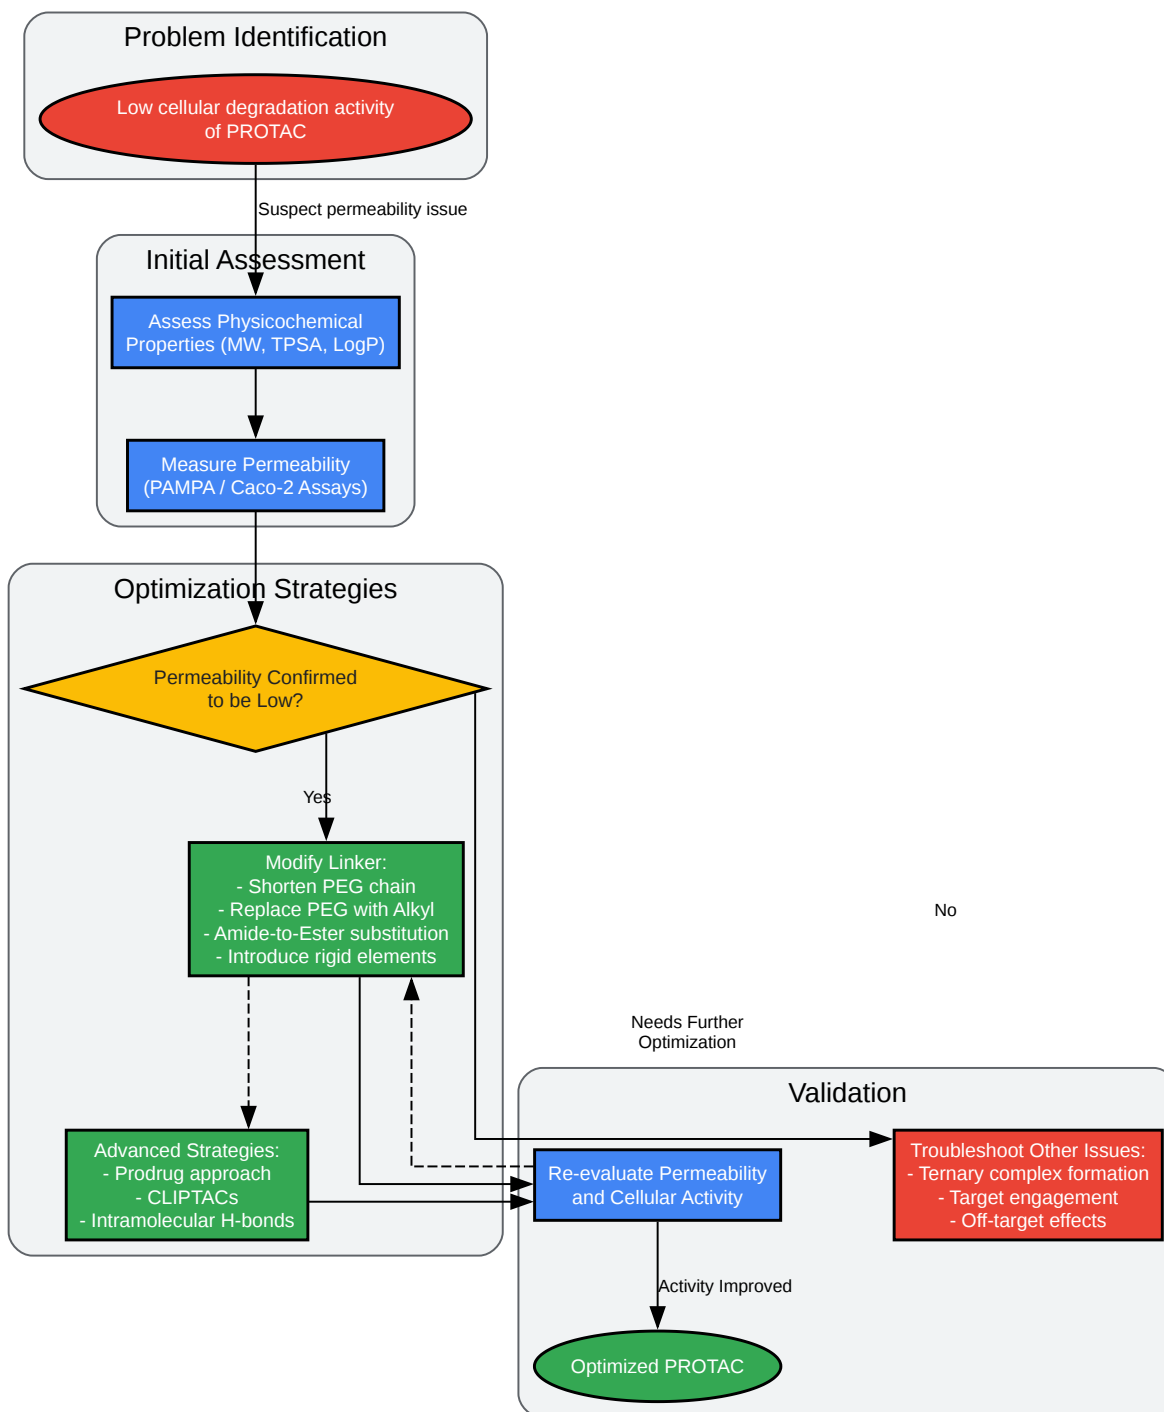 Problem Identification
Low cellular degradation activity
of PROTAC
Suspect permeability issue
Initial Assessment
Assess Physicochemical
Properties (MW, TPSA, LogP)
Measure Permeability
(PAMPA / Caco-2 Assays)
Optimization Strategies
Permeability Confirmed
to be Low?
Yes
Modify Linker:
- Shorten PEG chain
- Replace PEG with Alkyl
- Amide-to-Ester substitution
- Introduce rigid elements
No
Needs Further
Optimization
Advanced Strategies:
- Prodrug approach
- CLIPTACs
- Intramolecular H-bonds
Validation
Re-evaluate Permeability
and Cellular Activity
Troubleshoot Other Issues:
- Ternary complex formation
- Target engagement
- Off-target effects
Activity Improved
Optimized PROTAC